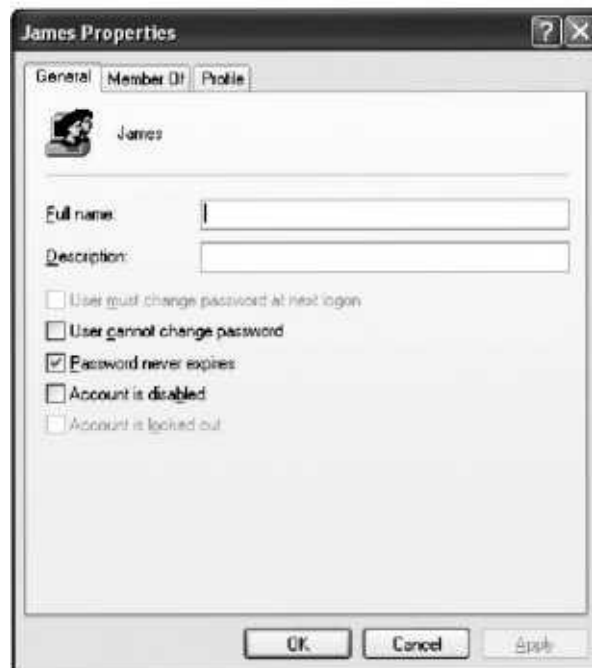 James Properties
General Member Of Profile
James
Full name:
Description:
User must change password at next logon
User cannot change password
Password never expires
Account is disabled
Account is locked out
OK Cancel Apply